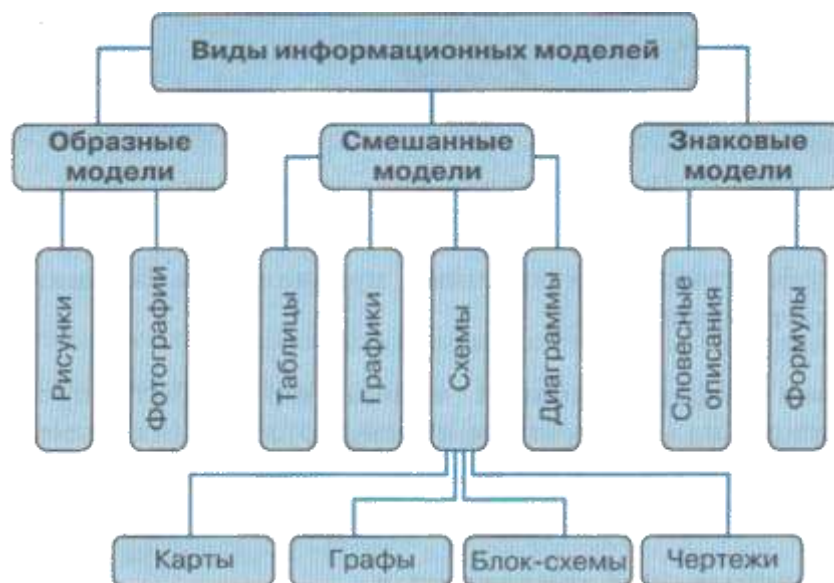 Виды информационных моделей
Образные
модели
Смешанные
модели
Знаковые
модели
Рисунки
Фотографии
Таблицы
Графики
Схемы
Диаграммы
Словесные
описания
Формулы
Карты
Графы
Блок-схемы
Чертежи